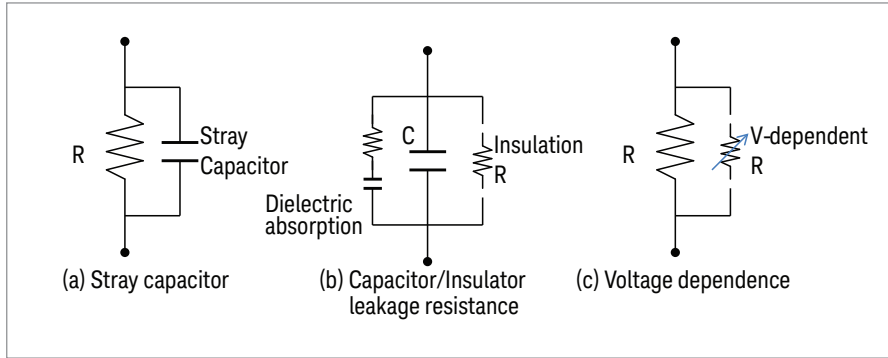 R
Stray
Capacitor
(a) Stray capacitor
C
Insulation
R
Dielectric
absorption
(b) Capacitor/Insulator
leakage resistance
R
V-dependent
R
(c) Voltage dependence